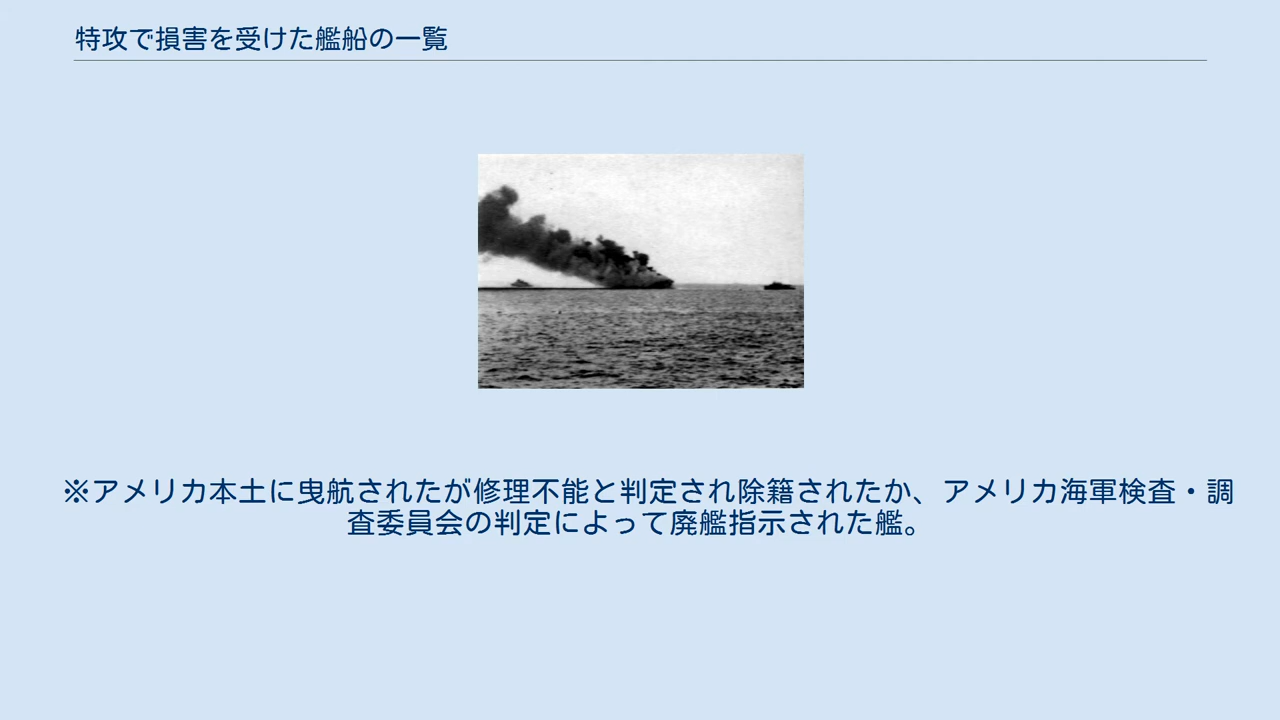 特攻で損害を受けた艦船の一覧
※アメリカ本土に曳航されたが修理不能と判定され除籍されたか、アメリカ海軍検査・調
査委員会の判定によって廃艦指示された艦。